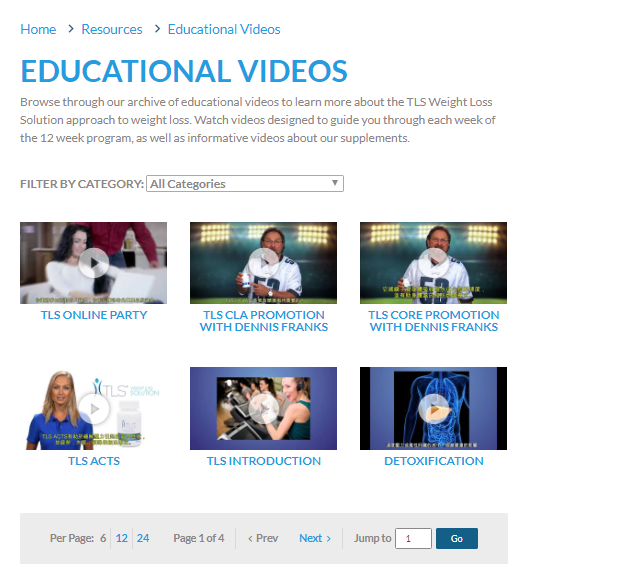 Home > Resources > Educational Videos
EDUCATIONAL VIDEOS
Browse through our archive of educational videos to learn more about the TLS Weight Loss
Solution approach to weight loss. Watch videos designed to guide you through each week of
the 12 week program, as well as informative videos about our supplements.
FILTER BY CATEGORY: All Categories
TLS ONLINE PARTY
TLS CLA PROMOTION
WITH DENNIS FRANKS
TLS CORE PROMOTION
WITH DENNIS FRANKS
TLS WEIGHT LOSS
SOLUTION
TLS ACTS
TLS INTRODUCTION
DETOXIFICATION
Per Page: 6 12 24 Page 1 of 4 < Prev Next > Jump to 1 Go